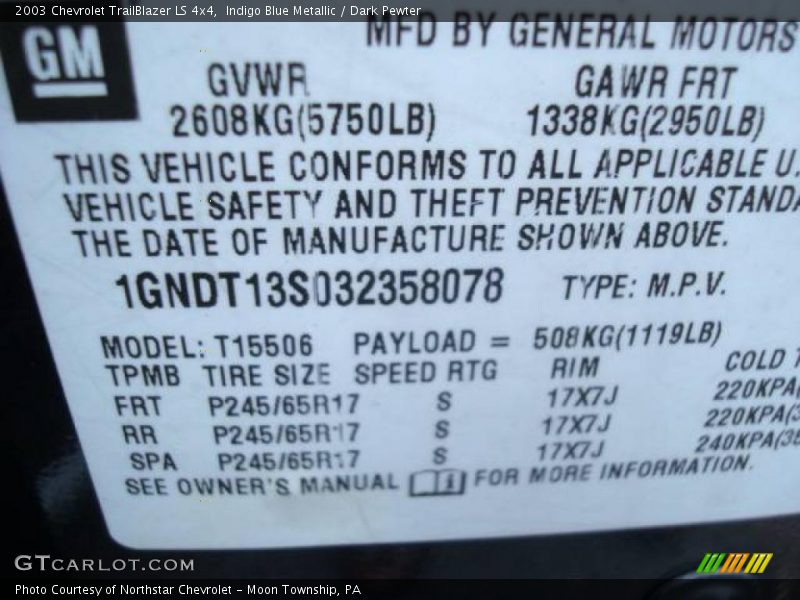 2003 Chevrolet TrailBlazer LS 4x4, Indigo Blue Metallic / Dark Pewter
MFD BY GENERAL MOTORS
GM
GVWR GAWR FRT
2608KG(5750LB) 1338KG(2950LB)
THIS VEHICLE CONFORMS TO ALL APPLICABLE U.
VEHICLE SAFETY AND THEFT PREVENTION STANDA
THE DATE OF MANUFACTURE SHOWN ABOVE.
1GNDT13S032358078 TYPE: M.P.V.
MODEL: T15506 PAYLOAD = 508KG(1119LB)
TPMB TIRE SIZE SPEED RTG RIM COLD T
FRT P245/65R17 S 17X7J 220KPA(
RR P245/65R17 S 17X7J 220KPA(3
SPA P245/65R17 S 17X7J 240KPA(35
SEE OWNER'S MANUAL FOR MORE INFORMATION.
GTCARLOT.COM
Photo Courtesy of Northstar Chevrolet - Moon Township, PA